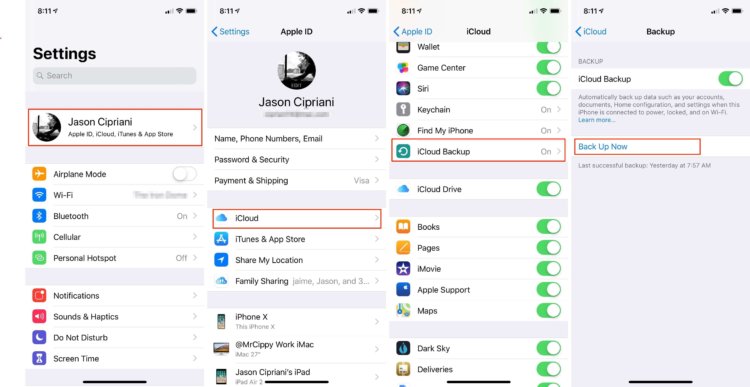 8:11
Settings
Search
Jason Cipriani
Apple ID, iCloud, iTunes & App Store
Airplane Mode
Wi-Fi
Bluetooth On
Cellular
Personal Hotspot Off
Notifications
Sounds & Haptics
Do Not Disturb
Screen Time
8:11
Settings Apple ID
EDIT
Jason Cipriani
Name, Phone Numbers, Email
Password & Security
Payment & Shipping Visa
iCloud
iTunes & App Store
Share My Location
Family Sharing jaime, Jason, and 3...
iPhone X
This iPhone X
@MrCippy Work iMac
iMac 27"
Jason Cipriani's iPad
iPad Air 2
8:11
Apple ID iCloud
Wallet
Game Center
Siri
Keychain On
Find My iPhone On
iCloud Backup On
iCloud Drive
Books
Pages
iMovie
Apple Support
Maps
Dark Sky
Deliveries
8:11
iCloud Backup
BACKUP
iCloud Backup
Automatically back up data such as your accounts,
documents, Home configuration, and settings when this
iPhone is connected to power, locked, and on Wi-Fi.
Learn more...
Back Up Now
Last successful backup: Yesterday at 7:57 AM